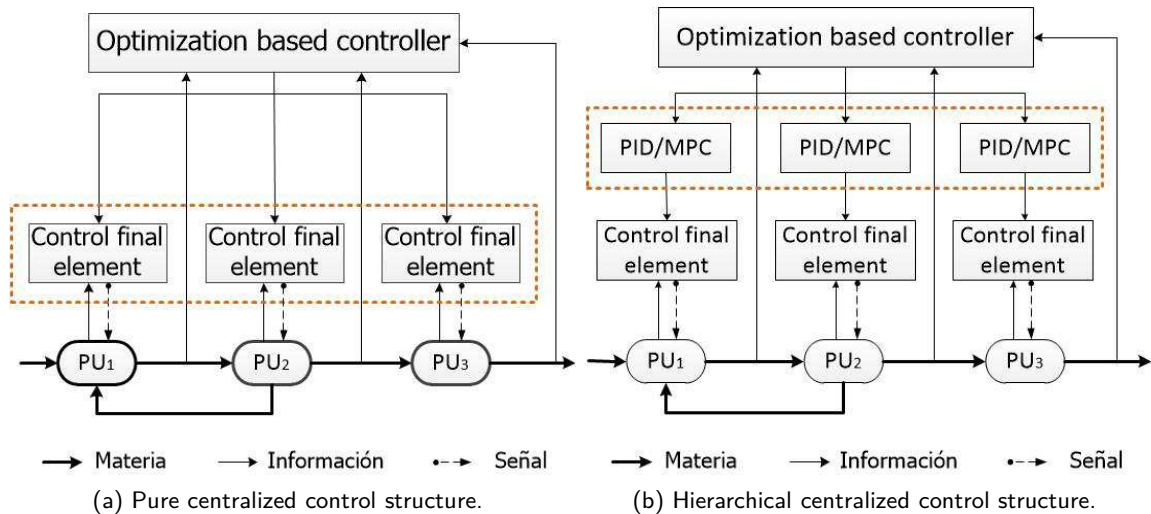 Optimization based controller
Control final
element
Control final
element
Control final
element
PU1
PU2
PU3
Materia
Información
Señal
(a) Pure centralized control structure.
Optimization based controller
PID/MPC
PID/MPC
PID/MPC
Control final
element
Control final
element
Control final
element
PU1
PU2
PU3
Materia
Información
Señal
(b) Hierarchical centralized control structure.